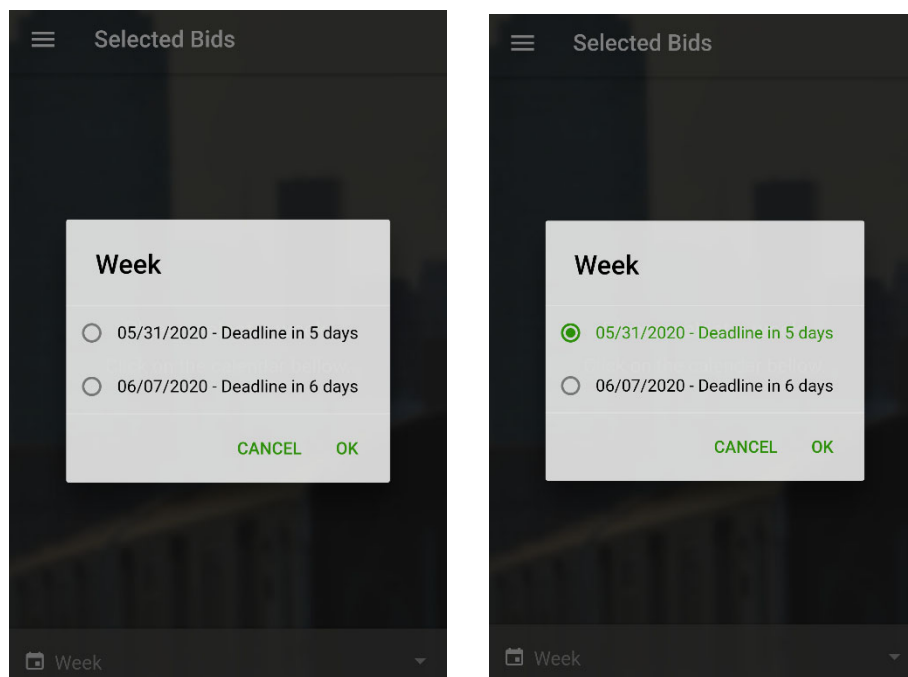 Selected Bids
Week
05/31/2020 - Deadline in 5 days
06/07/2020 - Deadline in 6 days
CANCEL OK
Week
Selected Bids
Week
05/31/2020 - Deadline in 5 days
06/07/2020 - Deadline in 6 days
CANCEL OK
Week